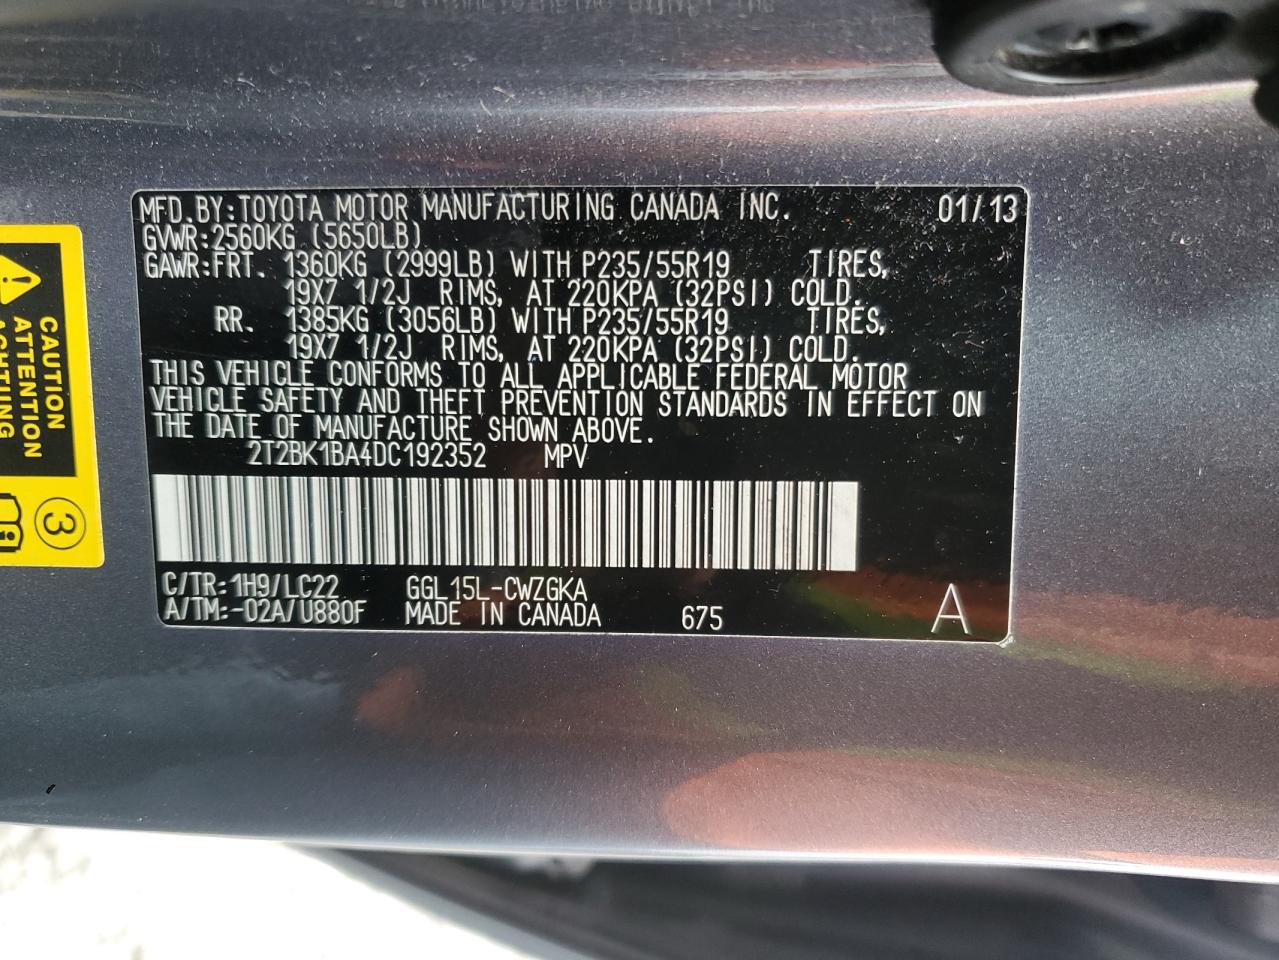 MFD.BY:TOYOTA MOTOR MANUFACTURING CANADA INC. 01/13
GVWR:2560KG (5650LB)
GAWR:FRT. 1360KG (2999LB) WITH P235/55R19 TIRES,
19X7 1/2J RIMS, AT 220KPA (32PSI) COLD.
RR. 1385KG (3056LB) WITH P235/55R19 TIRES,
19X7 1/2J RIMS, AT 220KPA (32PSI) COLD.
THIS VEHICLE CONFORMS TO ALL APPLICABLE FEDERAL MOTOR
VEHICLE SAFETY AND THEFT PREVENTION STANDARDS IN EFFECT ON
THE DATE OF MANUFACTURE SHOWN ABOVE.
2T2BK1BA4DC192352 MPV
C/TR:1H9/LC22 GGL15L-CWZGKA
A/TM:-02A/U880F MADE IN CANADA 675 A
CAUTION
ATTENTION
ACHTUNG
3